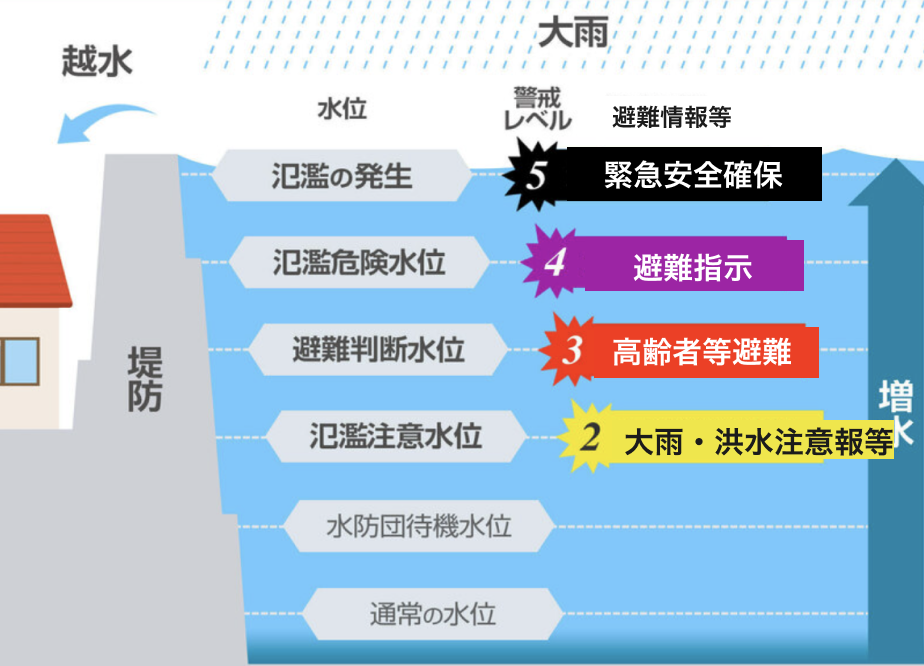 大雨
越水
水位
警戒
レベル
避難情報等
氾濫の発生
5
緊急安全確保
氾濫危険水位
4
避難指示
避難判断水位
3
高齢者等避難
氾濫注意水位
2
大雨・洪水注意報等
水防団待機水位
通常の水位
堤防
増水